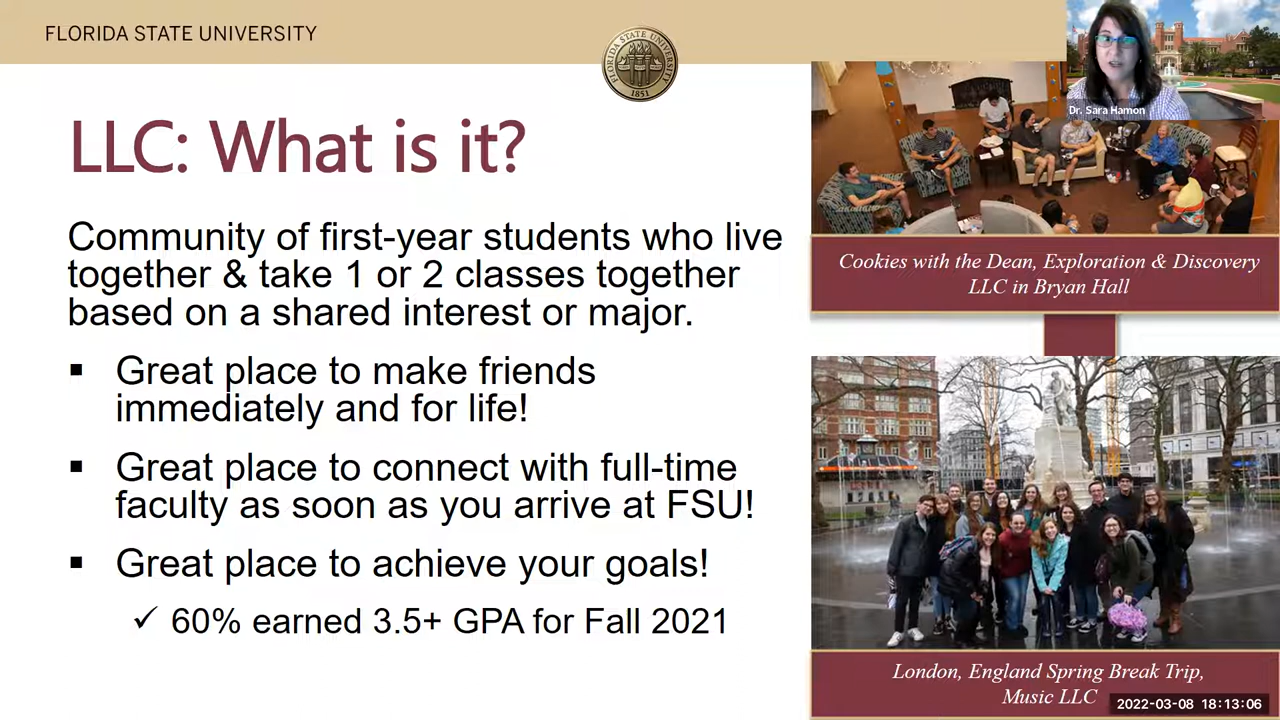 FLORIDA STATE UNIVERSITY
FLORIDA STATE UNIVERSITY
1851
Dr. Sara Hamon
LLC: What is it?
Community of first-year students who live
together & take 1 or 2 classes together
based on a shared interest or major.
▪ Great place to make friends
immediately and for life!
▪ Great place to connect with full-time
faculty as soon as you arrive at FSU!
▪ Great place to achieve your goals!
✓ 60% earned 3.5+ GPA for Fall 2021
Cookies with the Dean, Exploration & Discovery
LLC in Bryan Hall
London, England Spring Break Trip,
Music LLC
2022-03-08 18:13:06